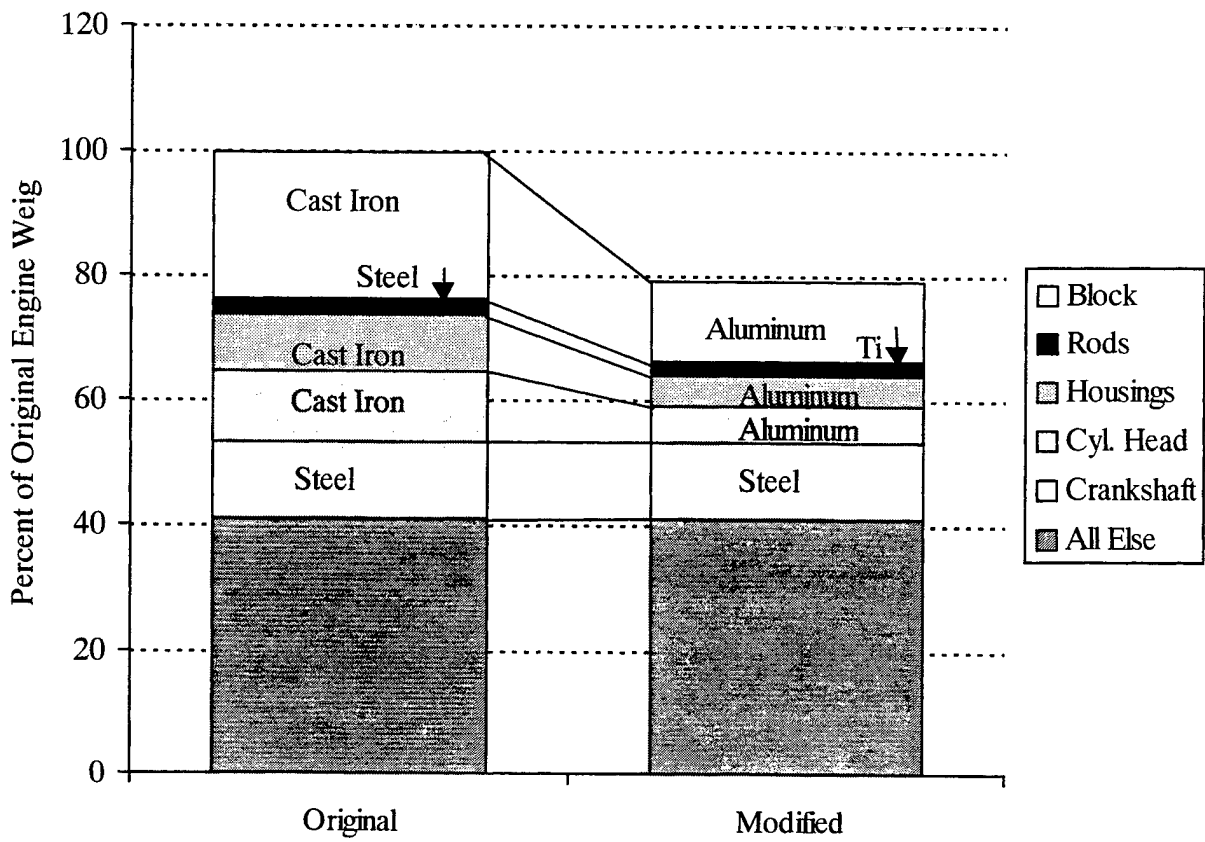 Percent of Original Engine Weig
120
100
80
60
40
20
0
Cast Iron
Steel
Cast Iron
Cast Iron
Steel
Aluminum
Ti
Aluminum
Aluminum
Steel
Original
Modified
Block
Rods
Housings
Cyl. Head
Crankshaft
All Else